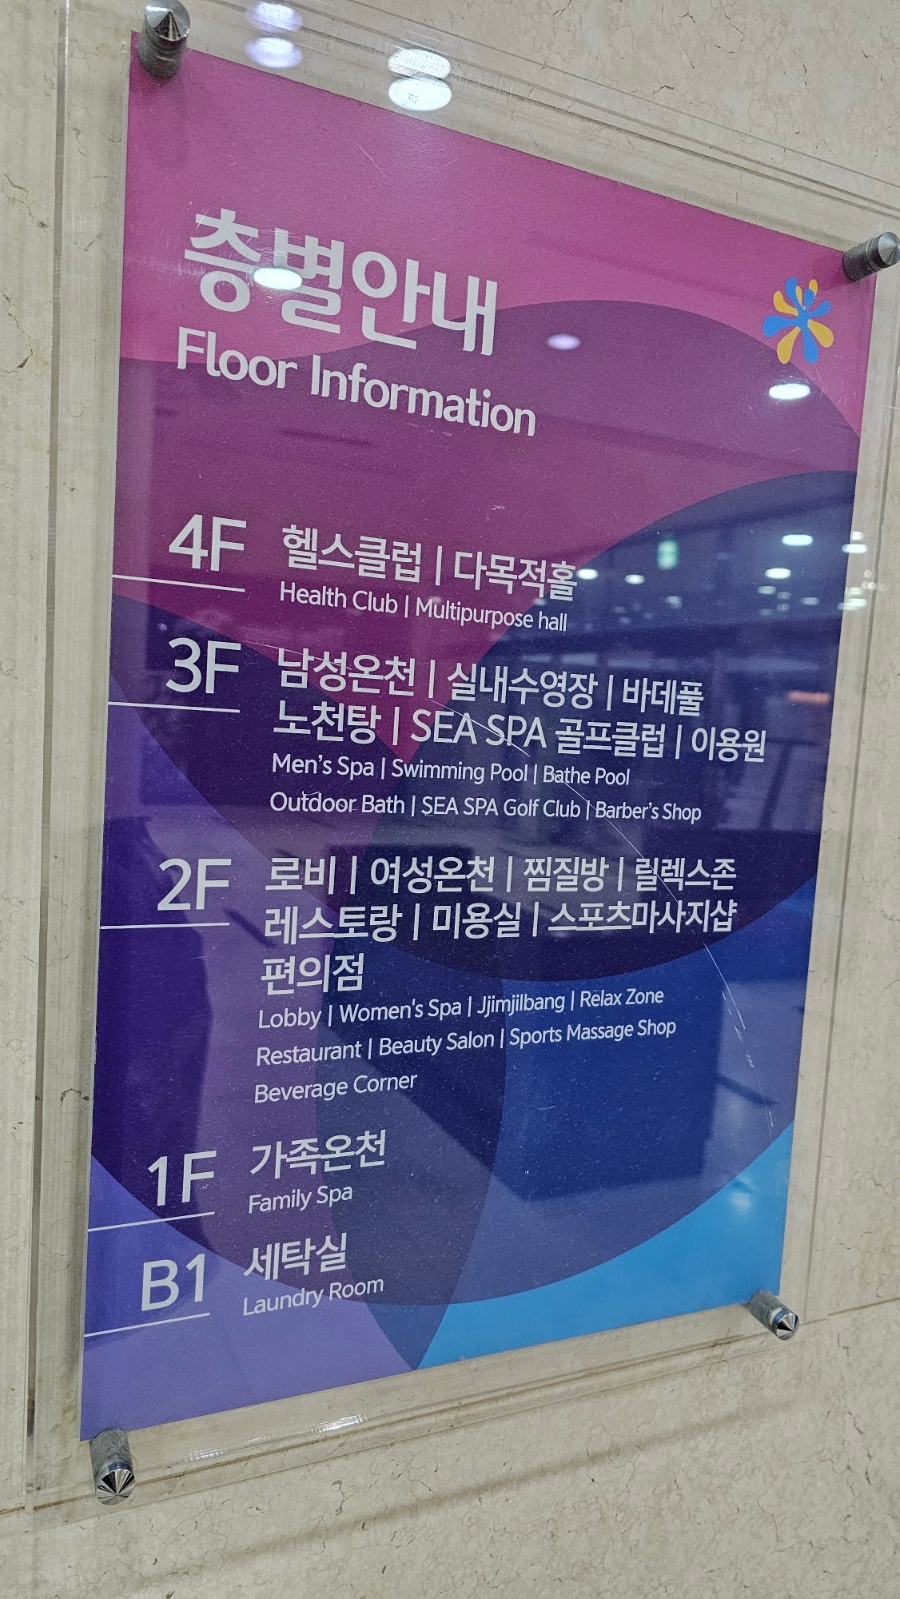 층별안내
Floor Information
4F
헬스클럽 | 다목적홀
Health Club | Multipurpose hall
3F
남성온천 | 실내수영장 | 바데풀
노천탕 | SEA SPA 골프클럽 | 이용원
Men's Spa | Swimming Pool | Bathe Pool
Outdoor Bath | SEA SPA Golf Club | Barber's Shop
2F
로비 | 여성온천 | 찜질방 | 릴렉스존
레스토랑 | 미용실 | 스포츠마사지샵
편의점
Lobby | Women's Spa | Jjimjilbang | Relax Zone
Restaurant | Beauty Salon | Sports Massage Shop
Beverage Corner
1F
가족온천
Family Spa
B1
세탁실
Laundry Room